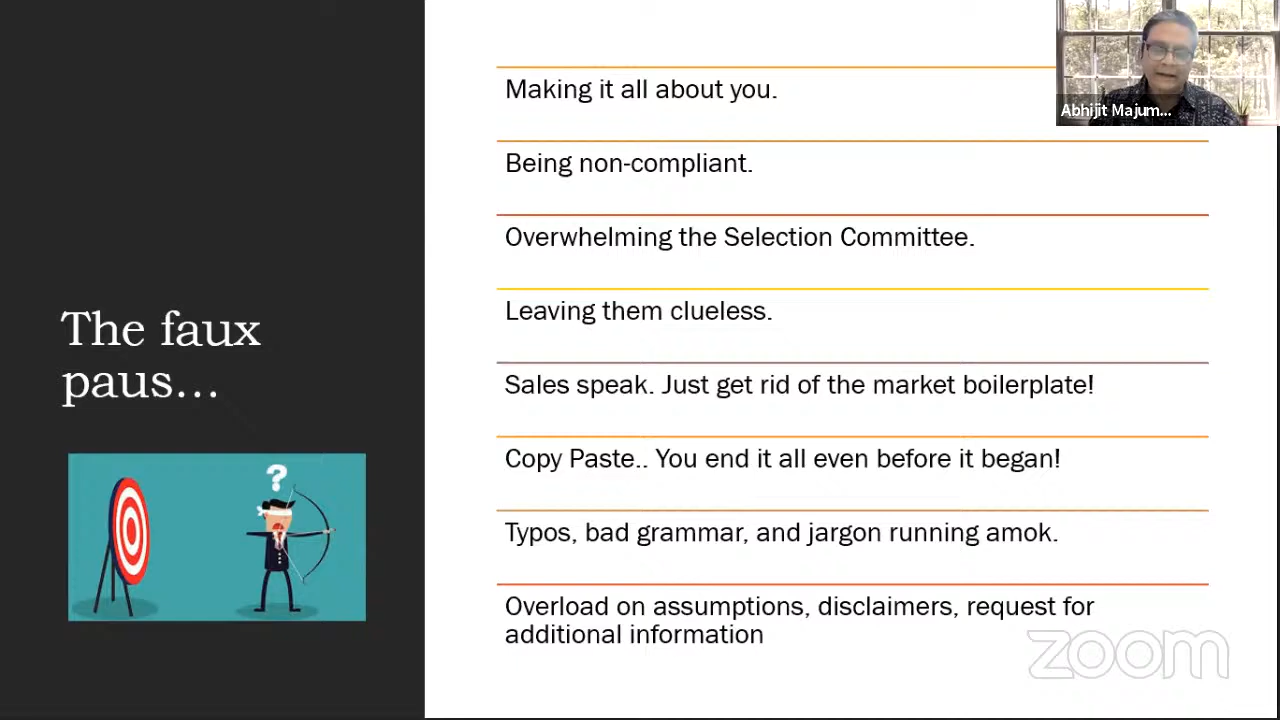 The faux
paus...
?
Making it all about you.
Being non-compliant.
Overwhelming the Selection Committee.
Leaving them clueless.
Sales speak. Just get rid of the market boilerplate!
Copy Paste.. You end it all even before it began!
Typos, bad grammar, and jargon running amok.
Overload on assumptions, disclaimers, request for
additional information
Abhijit Majum...
zoom